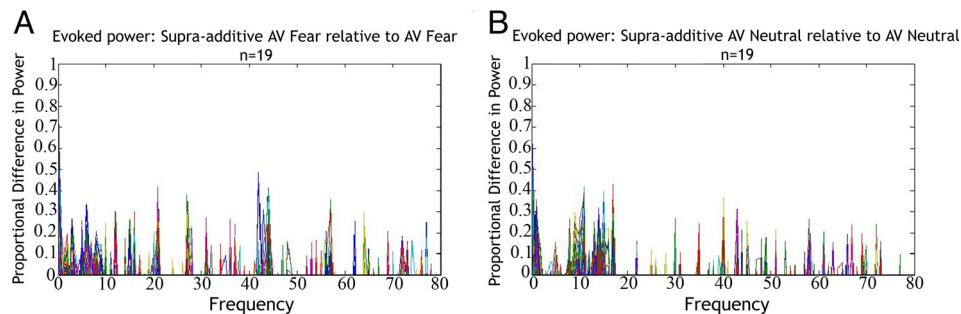 A
Evoked power: Supra-additive AV Fear relative to AV Fear
n=19
Proportional Difference in Power
1
0.9
0.8
0.7
0.6
0.5
0.4
0.3
0.2
0.1
0
0 10 20 30 40 50 60 70 80
Frequency
B
Evoked power: Supra-additive AV Neutral relative to AV Neutral
n=19
Proportional Difference in Power
1
0.9
0.8
0.7
0.6
0.5
0.4
0.3
0.2
0.1
0
0 10 20 30 40 50 60 70 80
Frequency